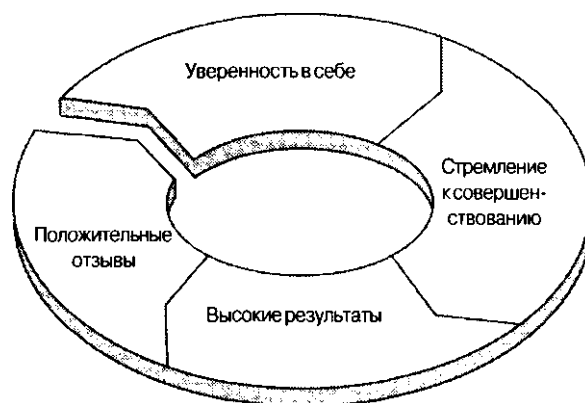 Уверенность в себе
Стремление
к совершен-
ствованию
Положительные
отзывы
Высокие результаты